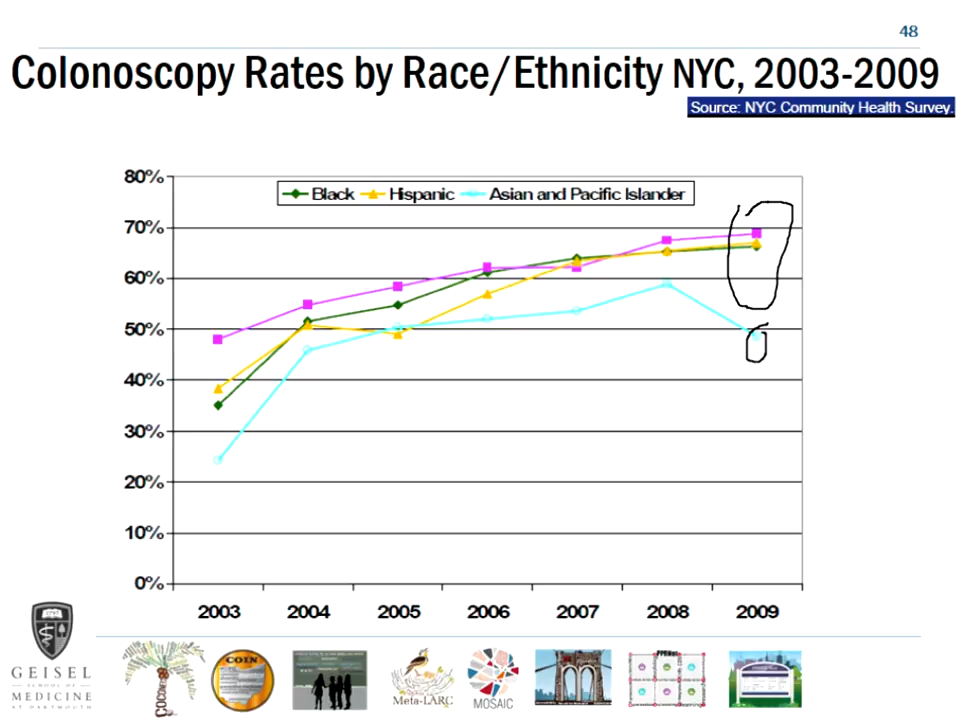 48
Colonoscopy Rates by Race/Ethnicity NYC, 2003-2009
Source: NYC Community Health Survey.
80%
Black Hispanic Asian and Pacific Islander
70%
60%
50%
40%
30%
20%
10%
0%
2003 2004 2005 2006 2007 2008 2009
GEISEL
SCHOOL OF
MEDICINE
AT DARTMOUTH
COCO
COIN
Meta-LARC
MOSAIC
PPRNet